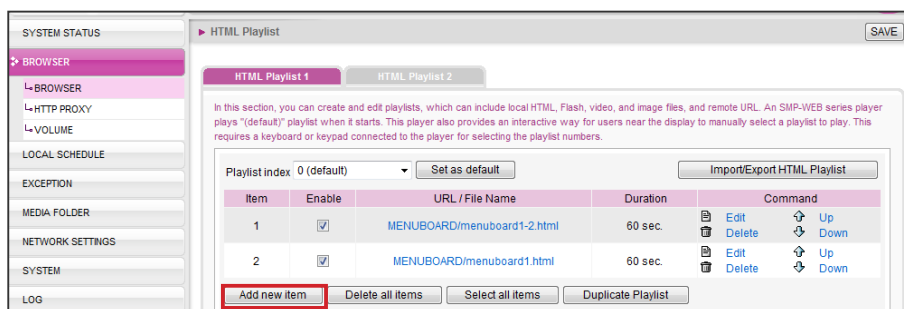 SYSTEM STATUS
BROWSER
BROWSER
HTTP PROXY
VOLUME
LOCAL SCHEDULE
EXCEPTION
MEDIA FOLDER
NETWORK SETTINGS
SYSTEM
LOG
HTML Playlist
SAVE
HTML Playlist 1 HTML Playlist 2
In this section, you can create and edit playlists, which can include local HTML, Flash, video, and image files, and remote URL. An SMP-WEB series player
plays "(default)" playlist when it starts. This player also provides an interactive way for users near the display to manually select a playlist to play. This
requires a keyboard or keypad connected to the player for selecting the playlist numbers.
Playlist index 0 (default) Set as default Import/Export HTML Playlist
Item Enable URL / File Name Duration Command
1 MENUBOARD/menuboard1-2.html 60 sec. Edit Up
Delete Down
2 MENUBOARD/menuboard1.html 60 sec. Edit Up
Delete Down
Add new item Delete all items Select all items Duplicate Playlist